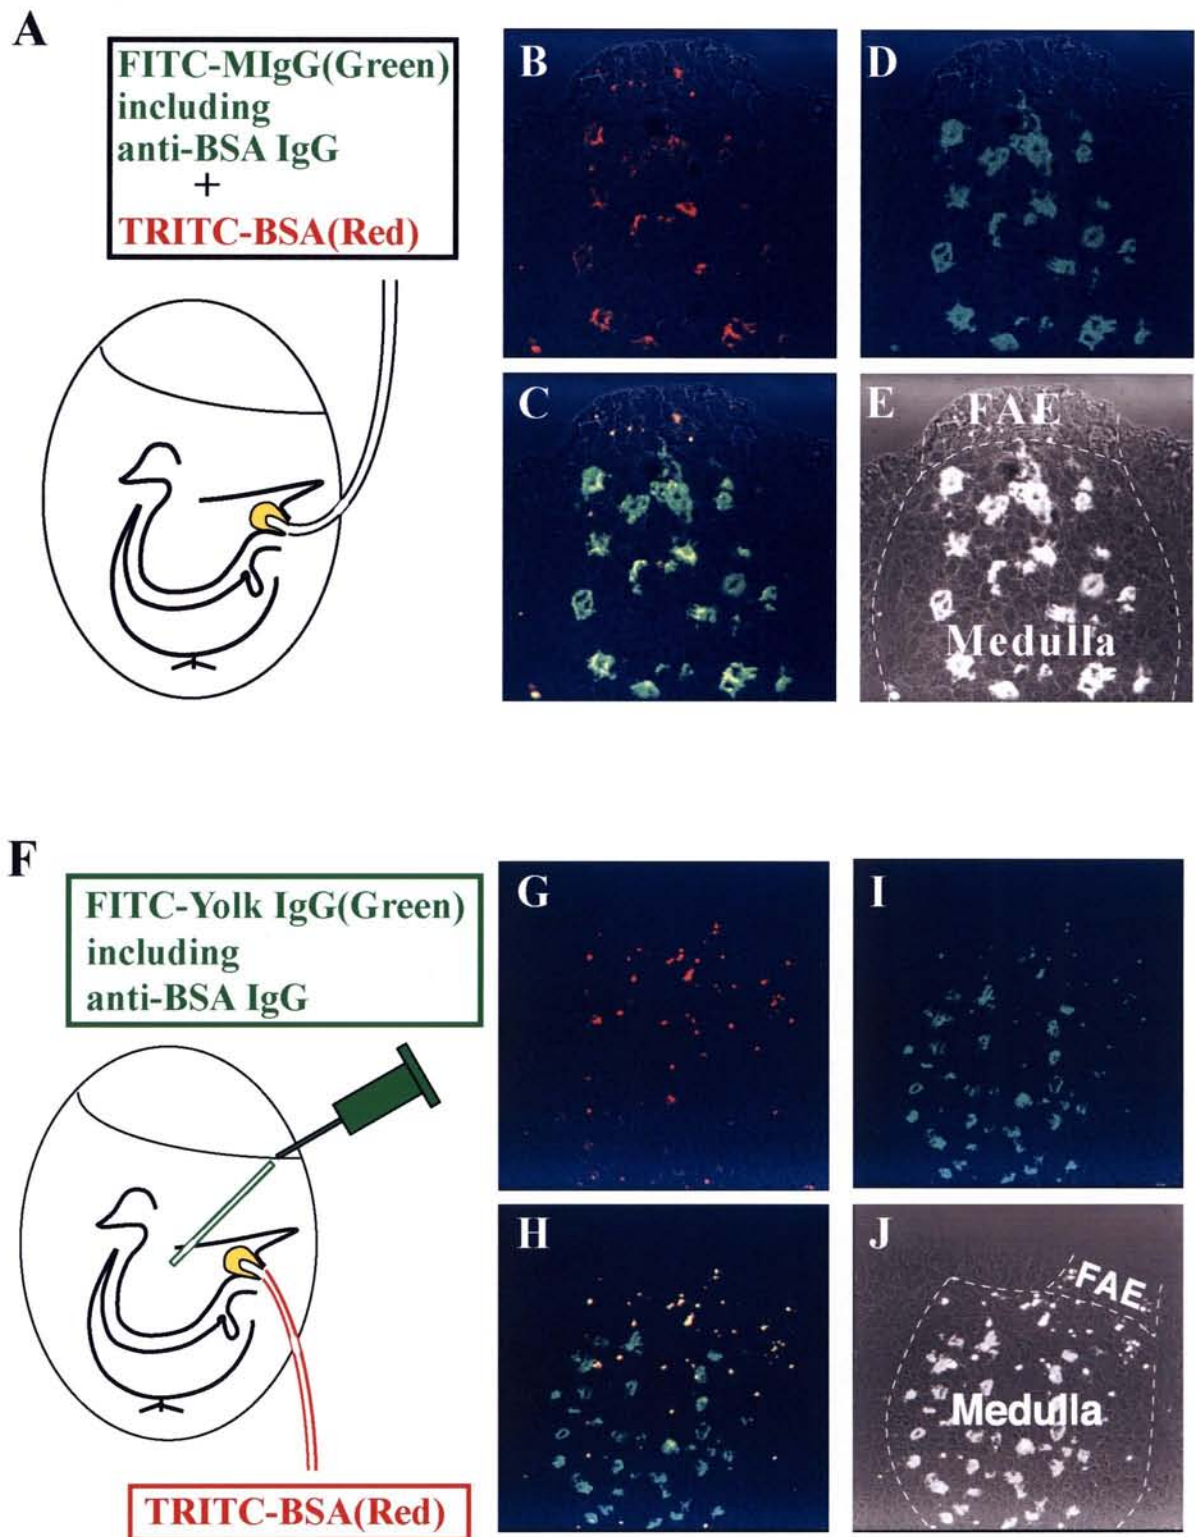 A
FITC-MIgG(Green)
including
anti-BSA IgG
+
TRITC-BSA(Red)
B
D
C
E
FAE
Medulla
F
FITC-Yolk IgG(Green)
including
anti-BSA IgG
TRITC-BSA(Red)
G
I
H
J
FAE
Medulla